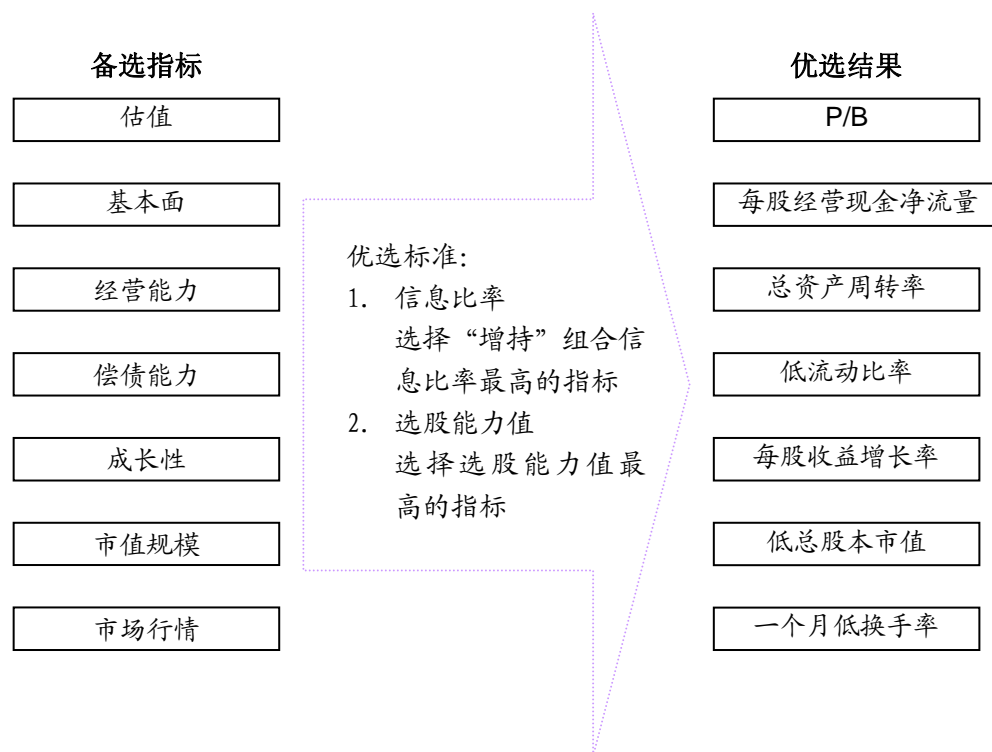 备选指标
估值
基本面
经营能力
偿债能力
成长性
市值规模
市场行情
优选标准:
1. 信息比率
选择“增持”组合信
息比率最高的指标
2. 选股能力值
选择选股能力值最
高的指标
优选结果
P/B
每股经营现金净流量
总资产周转率
低流动比率
每股收益增长率
低总股本市值
一个月低换手率